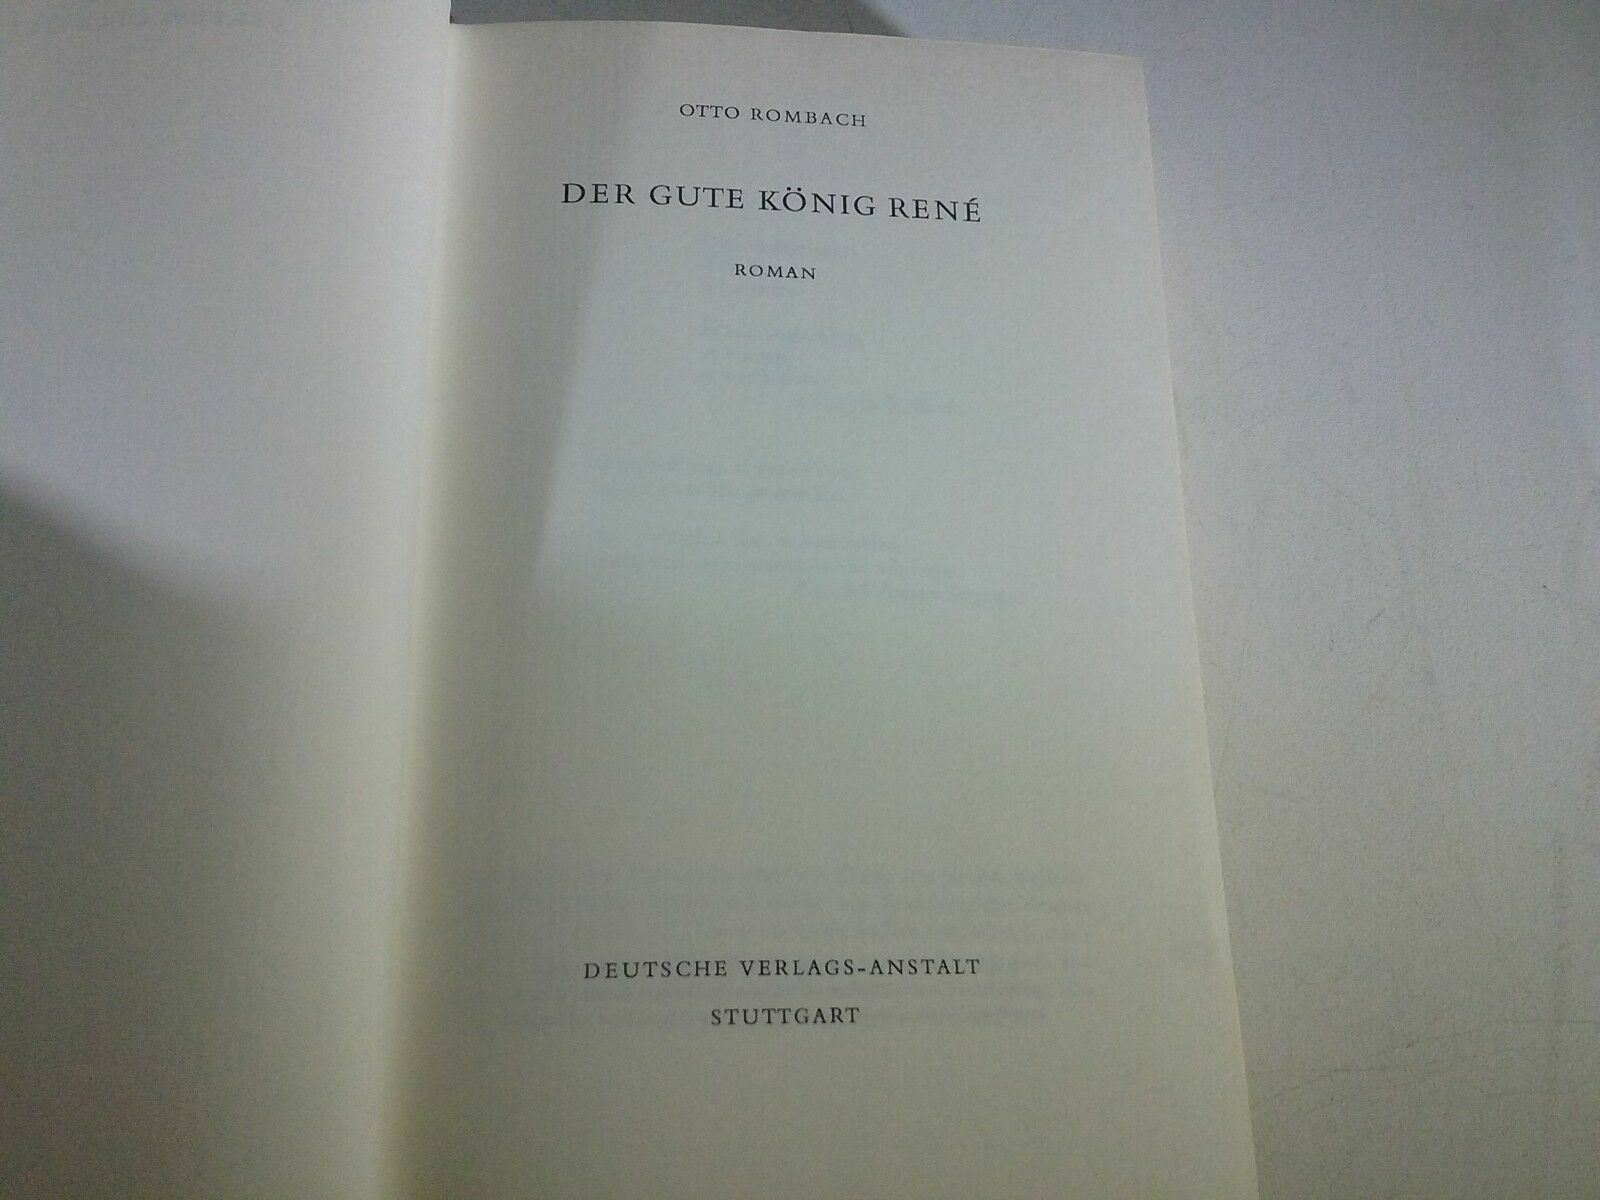 OTTO ROMBACH
DER GUTE KÖNIG RENÉ
ROMAN
DEUTSCHE VERLAGS-ANSTALT
STUTTGART